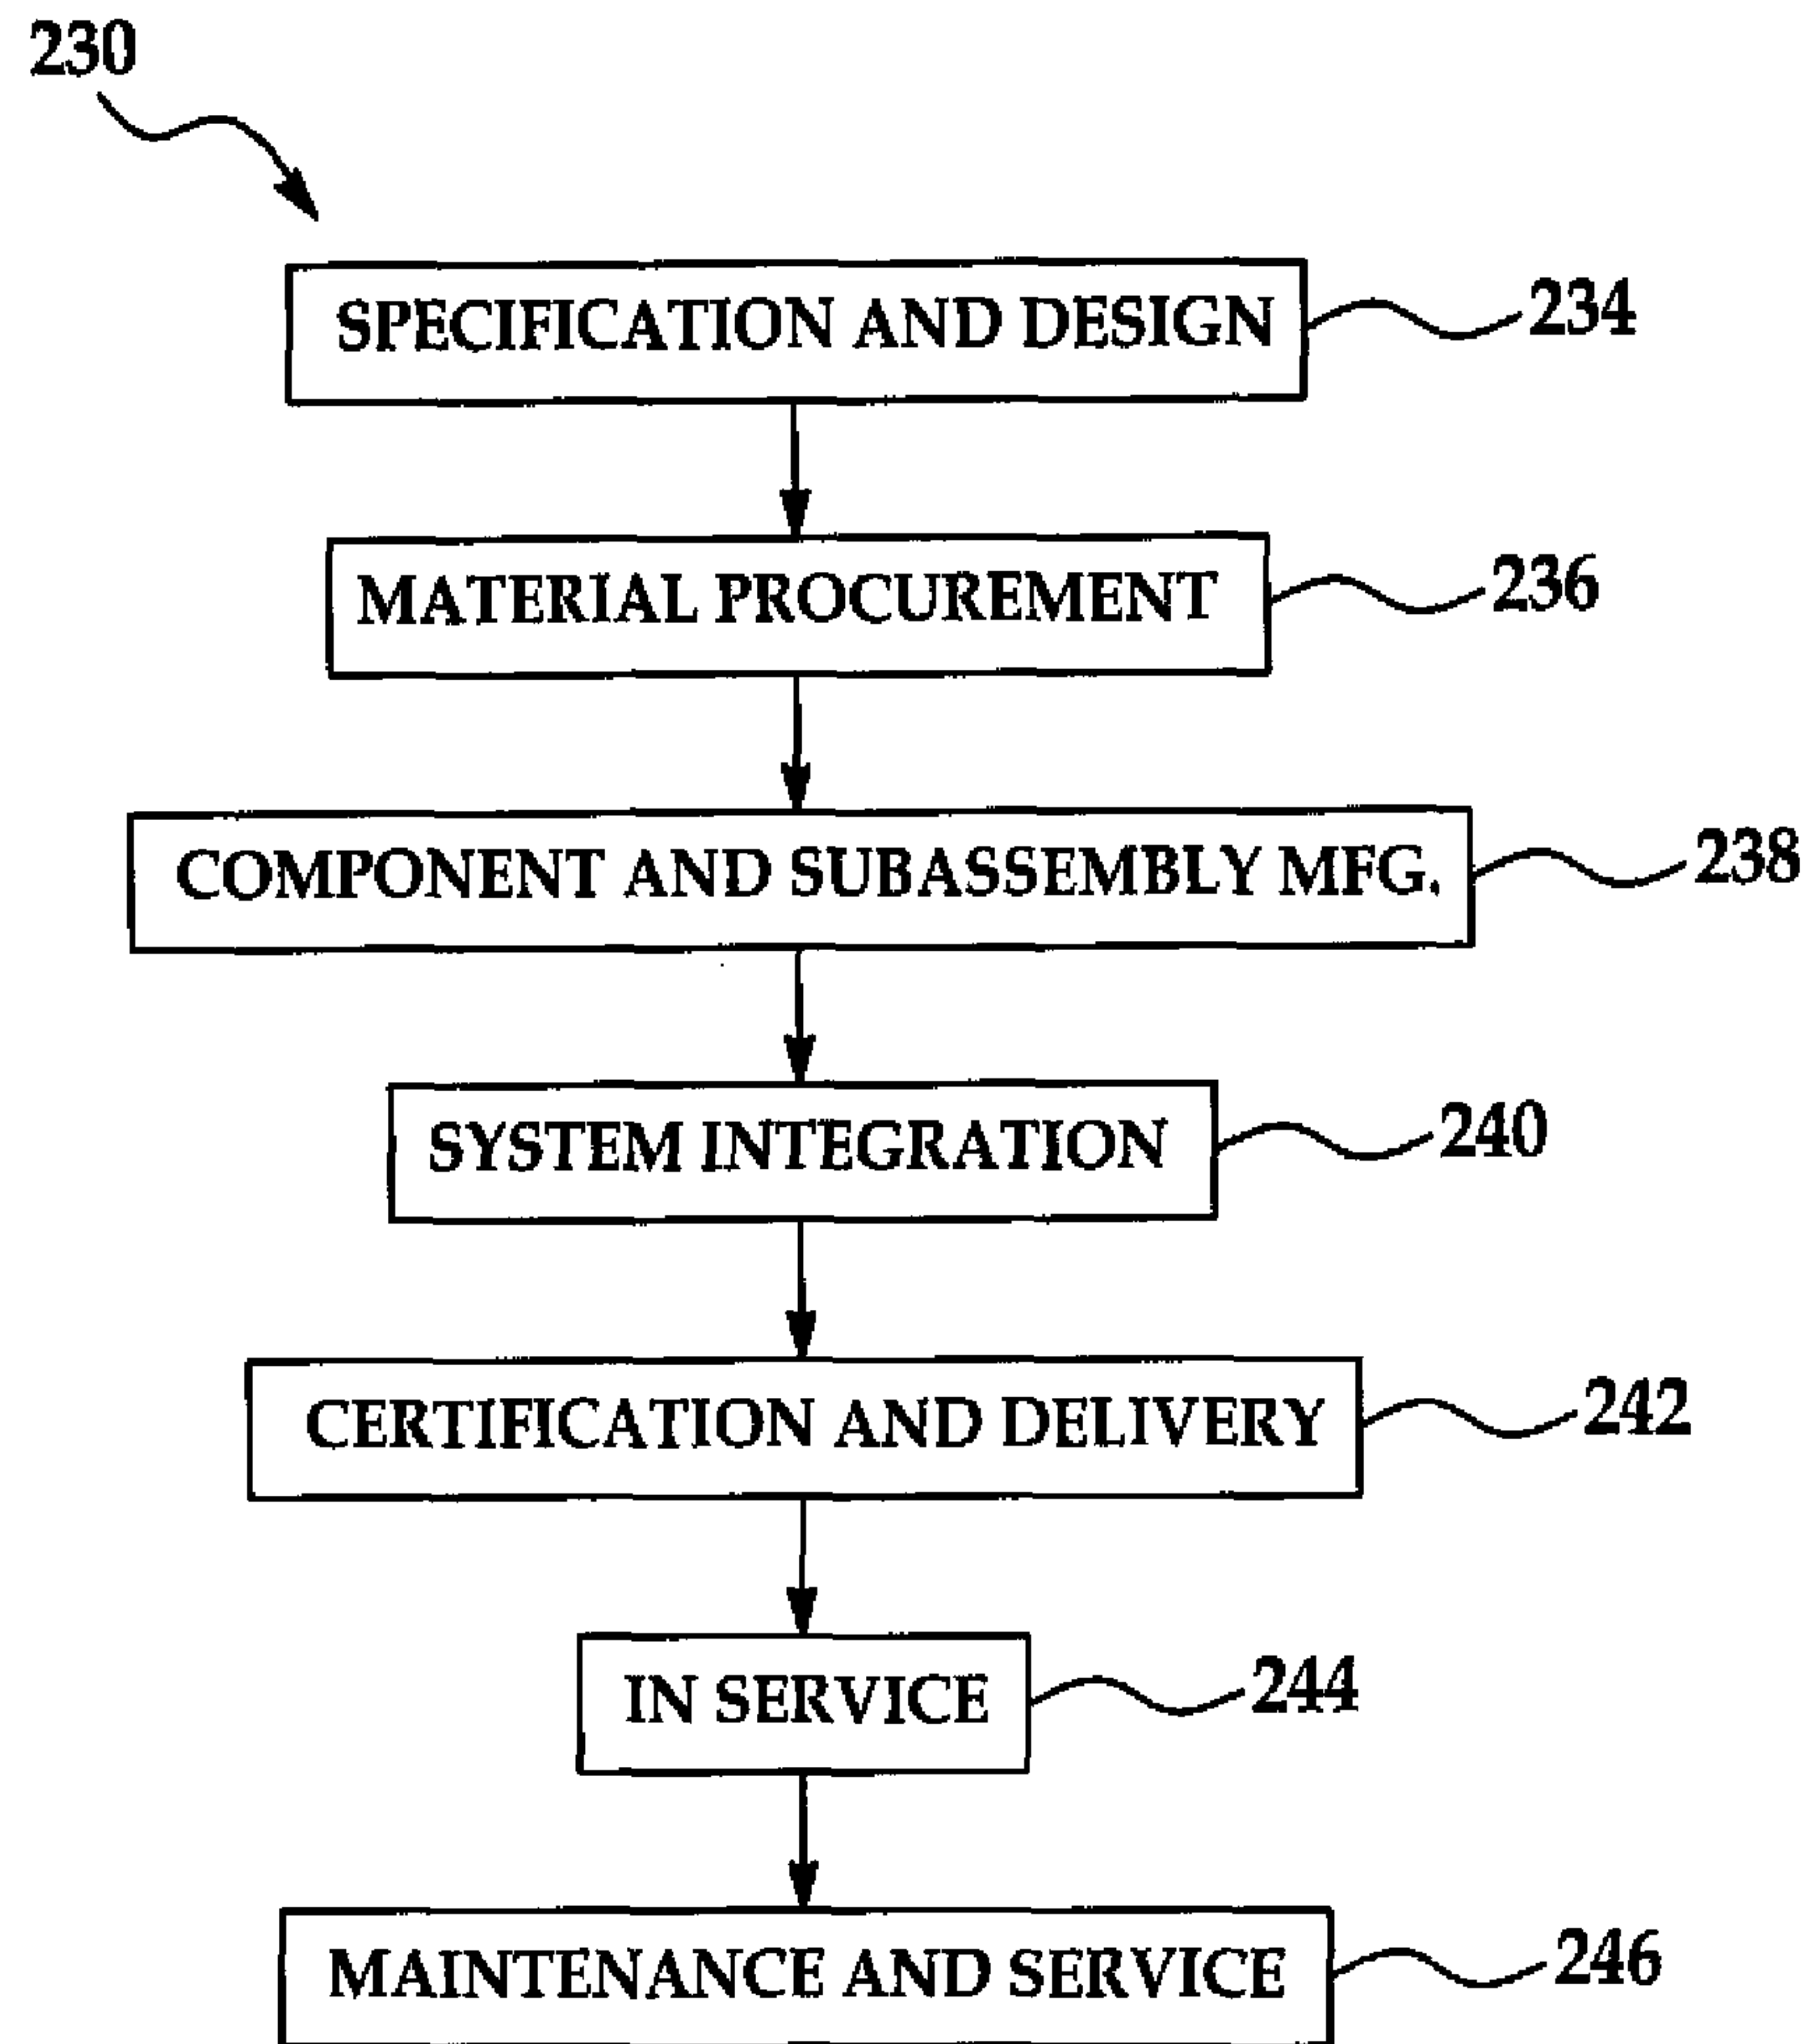 230
SPECIFICATION AND DESIGN 234
MATERIAL PROCUREMENT 236
COMPONENT AND SUBASSEMBLY MFG. 238
SYSTEM INTEGRATION 240
CERTIFICATION AND DELIVERY 242
IN SERVICE 244
MAINTENANCE AND SERVICE 246